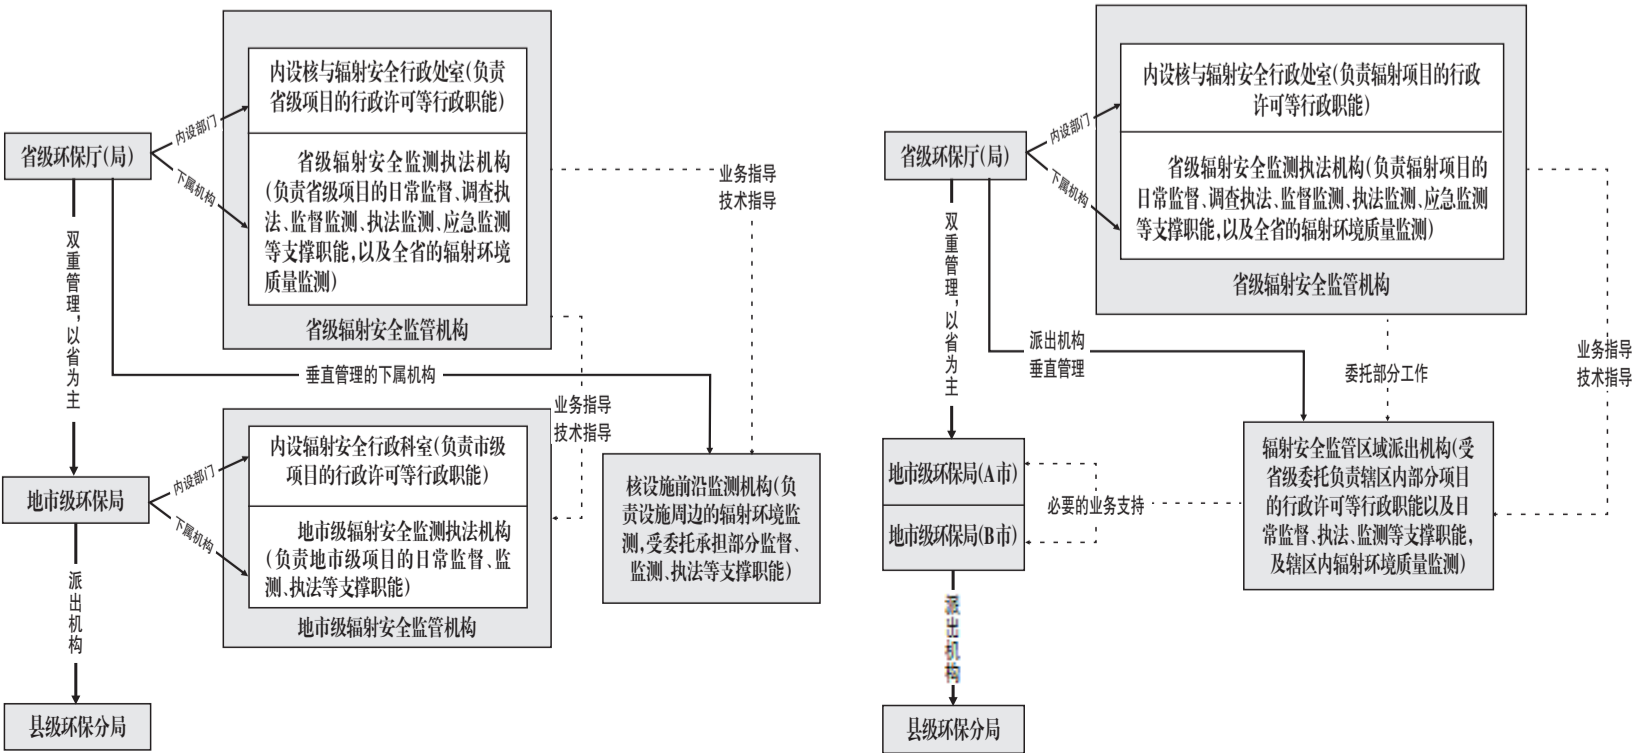 内设核与辐射安全行政处室(负责
省级项目的行政许可等行政职能)
内设部门
省级环保厅(局)
下属机构
省级辐射安全监测执法机构
(负责省级项目的日常监督、调查执
法、监督监测、执法监测、应急监测
等支撑职能,以及全省的辐射环境
质量监测)
省级辐射安全监管机构
业务指导
技术指导
双重管理,以省为主
垂直管理的下属机构
业务指导
技术指导
内设辐射安全行政科室(负责市级
项目的行政许可等行政职能)
内设部门
地市级环保局
下属机构
地市级辐射安全监测执法机构
(负责地市级项目的日常监督、监
测、执法等支撑职能)
地市级辐射安全监管机构
核设施前沿监测机构(负
责设施周边的辐射环境监
测,受委托承担部分监督、
监测、执法等支撑职能)
派出机构
县级环保分局
内设核与辐射安全行政处室(负责辐射项目的行政
许可等行政职能)
内设部门
省级环保厅(局)
下属机构
省级辐射安全监测执法机构(负责辐射项目的
日常监督、调查执法、监督监测、执法监测、应急监测
等支撑职能,以及全省的辐射环境质量监测)
省级辐射安全监管机构
双重管理,以省为主
派出机构
垂直管理
委托部分工作
业务指导
技术指导
地市级环保局(A市)
地市级环保局(B市)
必要的业务支持
辐射安全监管区域派出机构(受
省级委托负责辖区内部分项目
的行政许可等行政职能以及日
常监督、执法、监测等支撑职能,
及辖区内辐射环境质量监测)
派出机构
县级环保分局